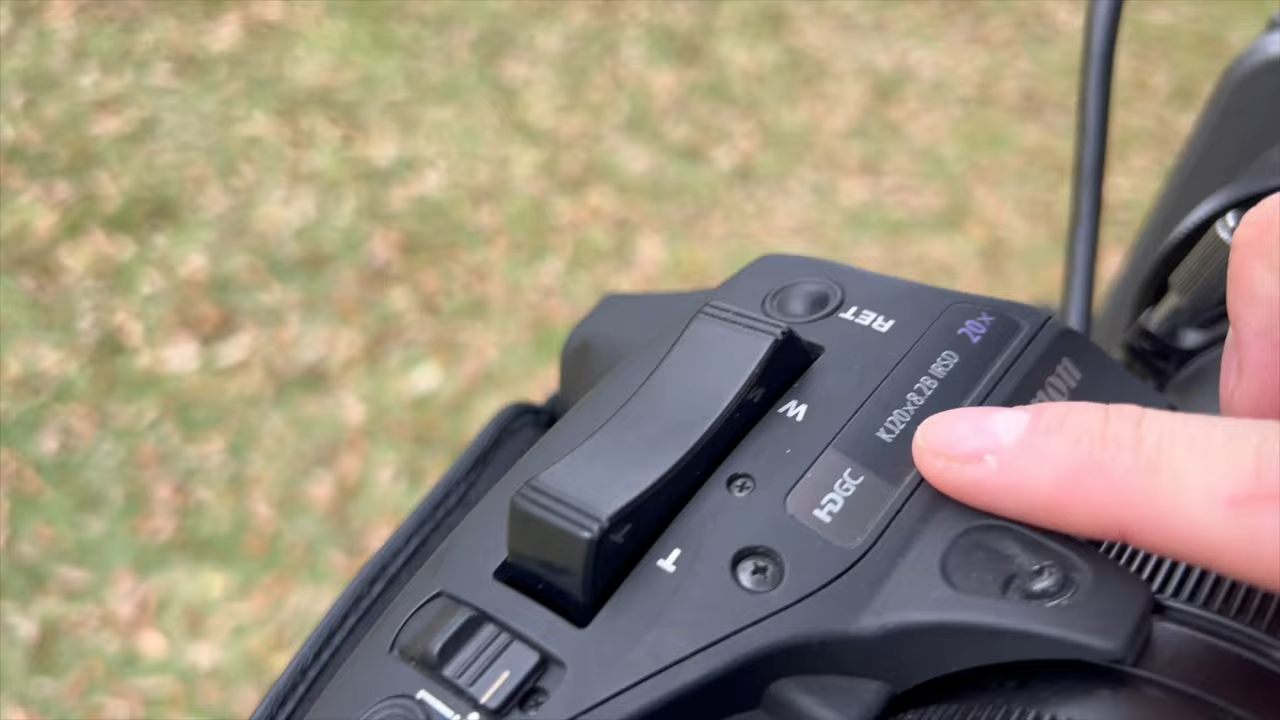 RET
W
T
HDGC
KJ20x8.2B IRSD
20x